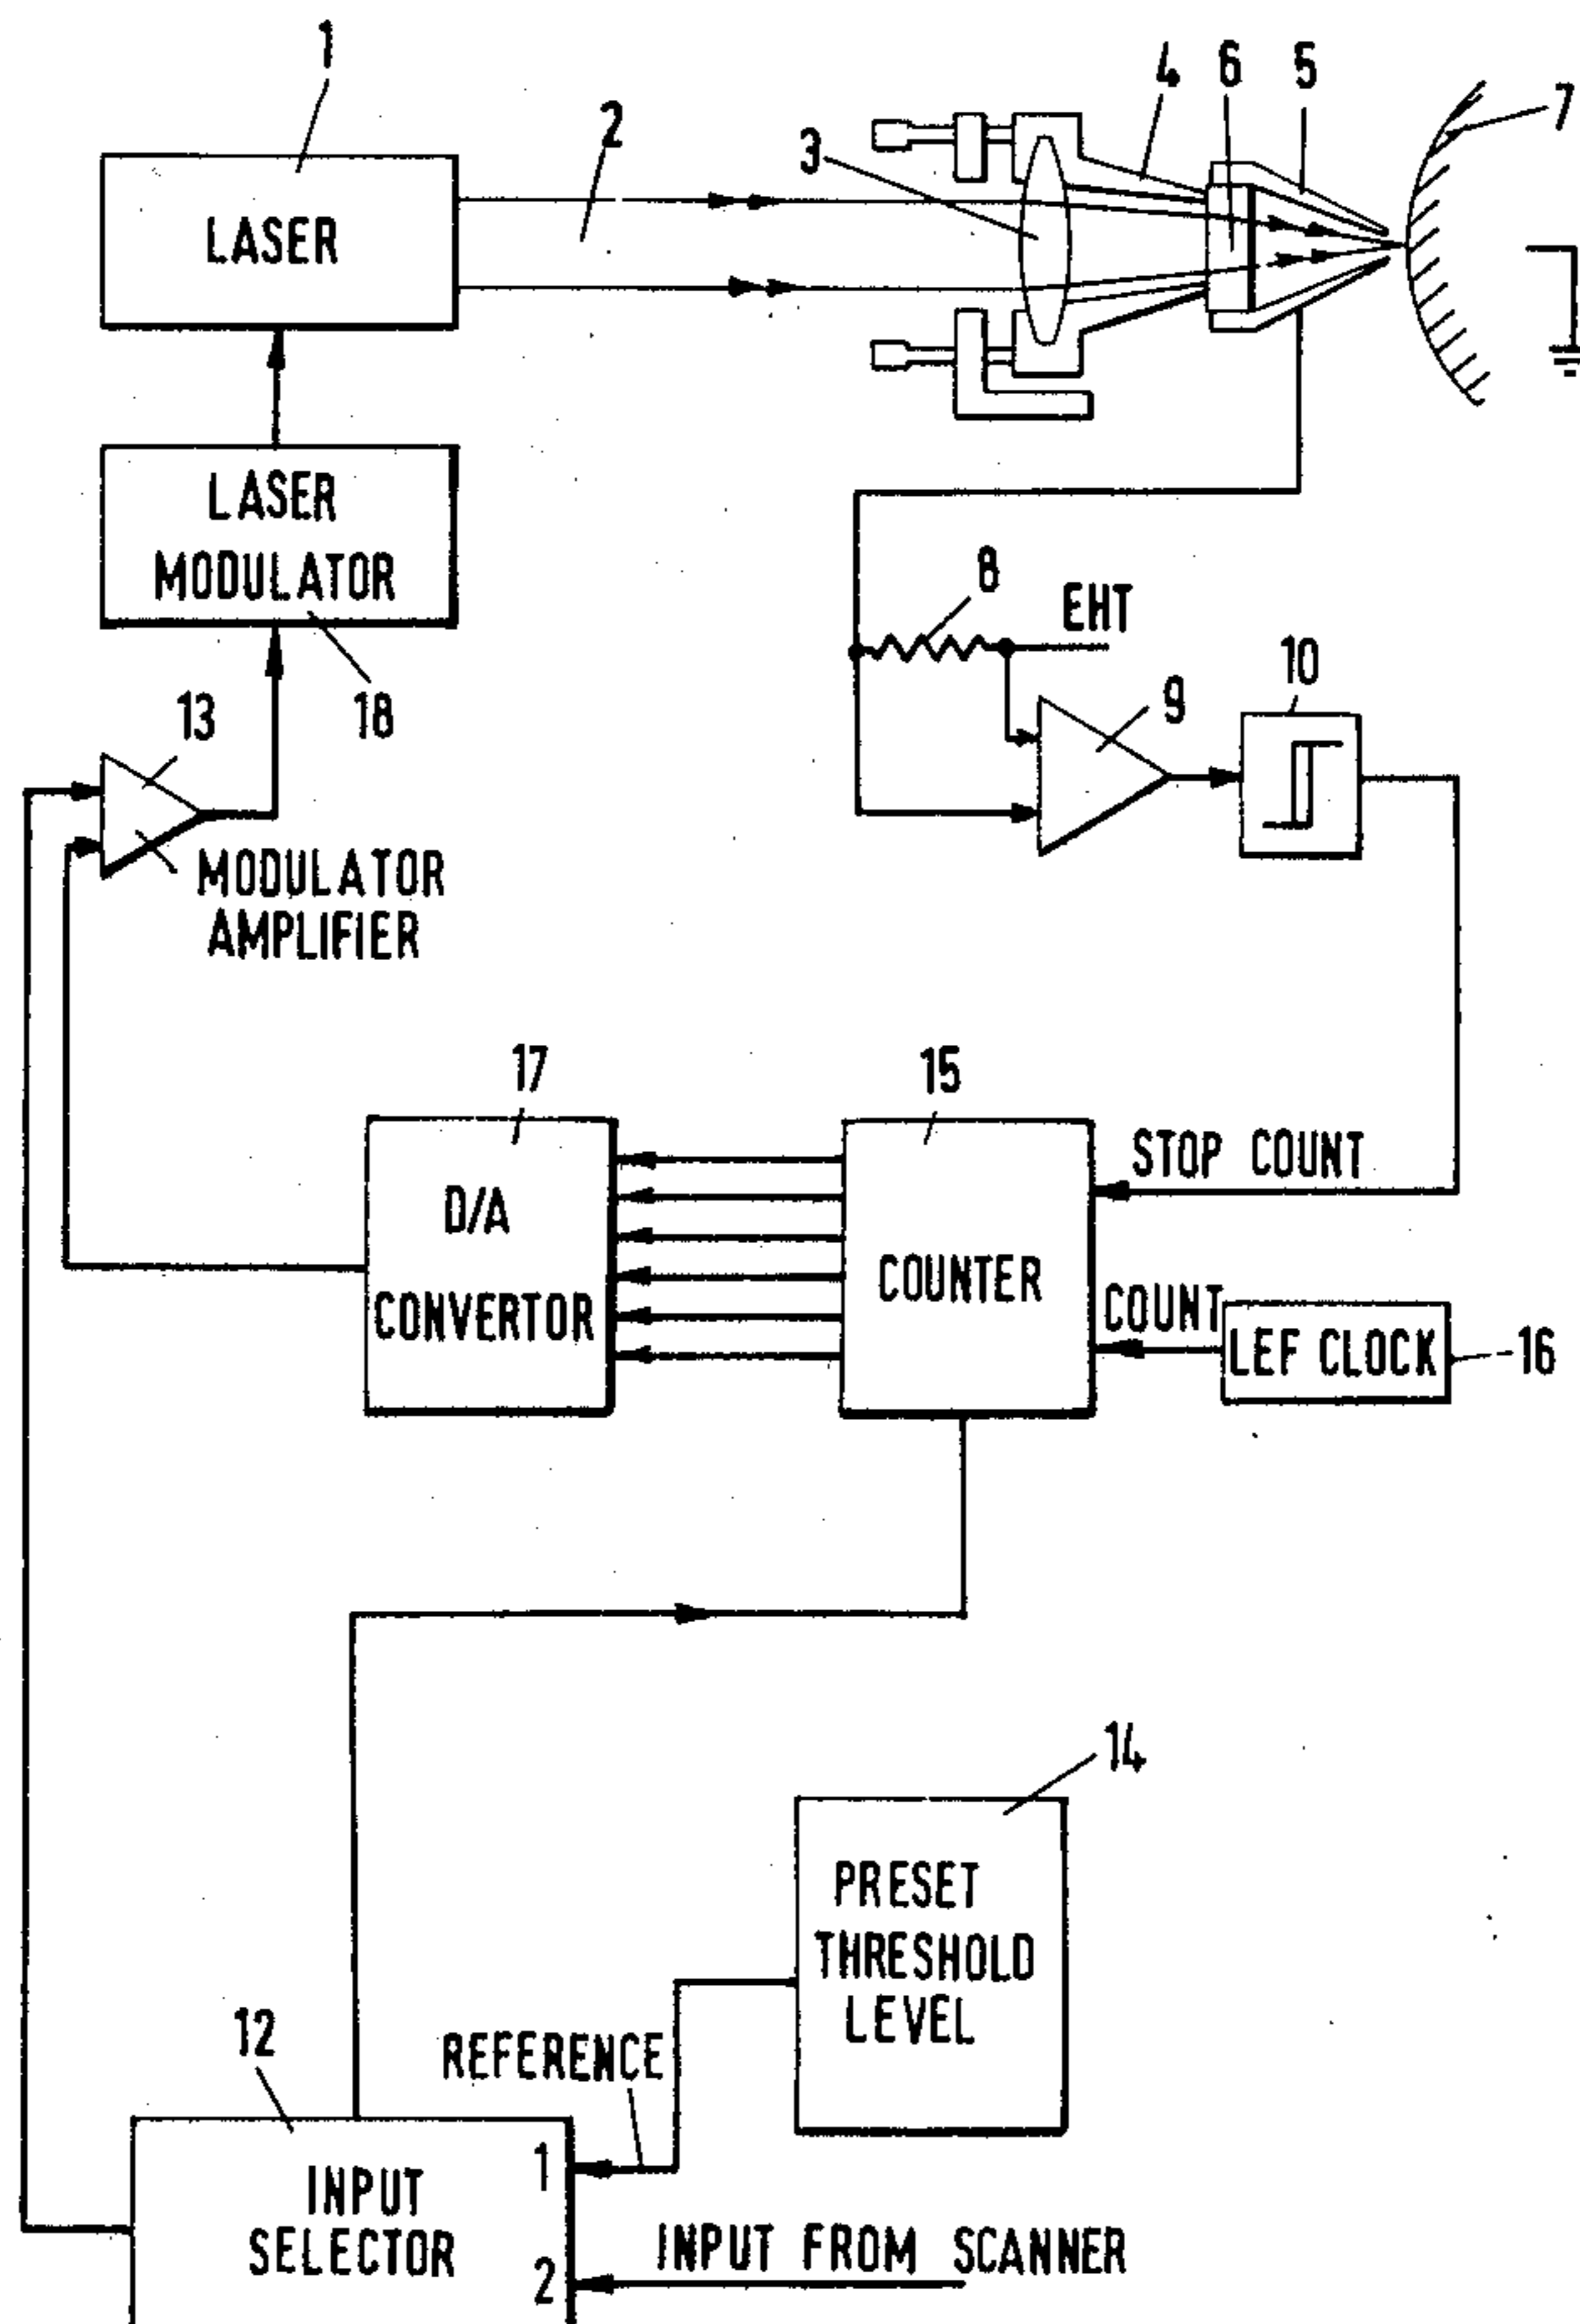 1
2
3
4
6
5
7
LASER
LASER
MODULATOR
18
8
EHT
9
10
13
MODULATOR
AMPLIFIER
17
15
D/A
CONVERTOR
COUNTER
STOP COUNT
COUNT
LEF CLOCK
16
14
PRESET
THRESHOLD
LEVEL
12
REFERENCE
1
INPUT
SELECTOR
2
INPUT FROM SCANNER